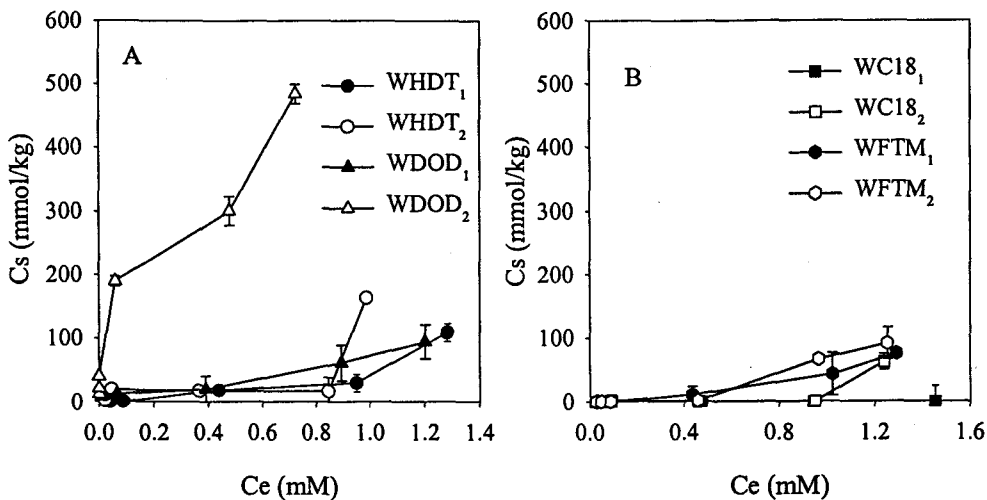 A
WHDT1
WHDT2
WDOD1
WDOD2
600
500
400
300
200
100
0
Cs (mmol/kg)
0.0 0.2 0.4 0.6 0.8 1.0 1.2 1.4
Ce (mM)
B
WC181
WC182
WFTM1
WFTM2
600
500
400
300
200
100
0
Cs (mmol/kg)
0.0 0.4 0.8 1.2 1.6
Ce (mM)